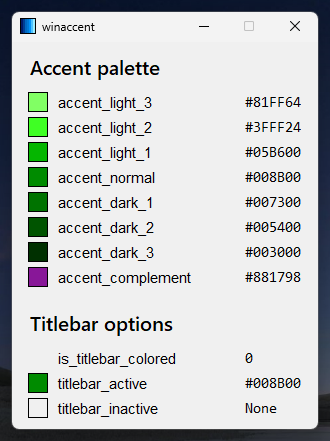 winaccent
Accent palette
accent_light_3 #81FF64
accent_light_2 #3FFF24
accent_light_1 #05B600
accent_normal #008B00
accent_dark_1 #007300
accent_dark_2 #005400
accent_dark_3 #003000
accent_complement #881798
Titlebar options
is_titlebar_colored 0
titlebar_active #008B00
titlebar_inactive None